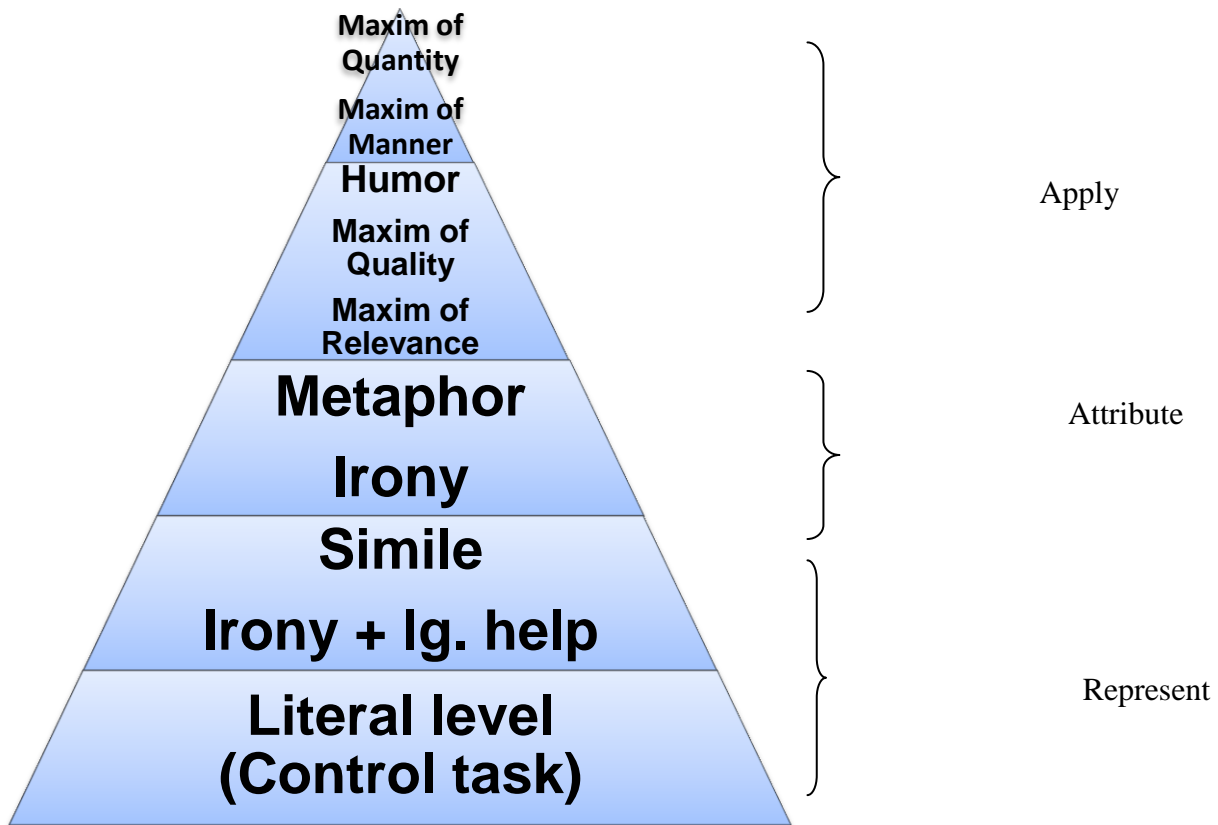 Maxim of
Quantity
Maxim of
Manner
Humor
Maxim of
Quality
Maxim of
Relevance
Apply
Metaphor
Irony
Attribute
Simile
Irony + Ig. help
Literal level
(Control task)
Represent